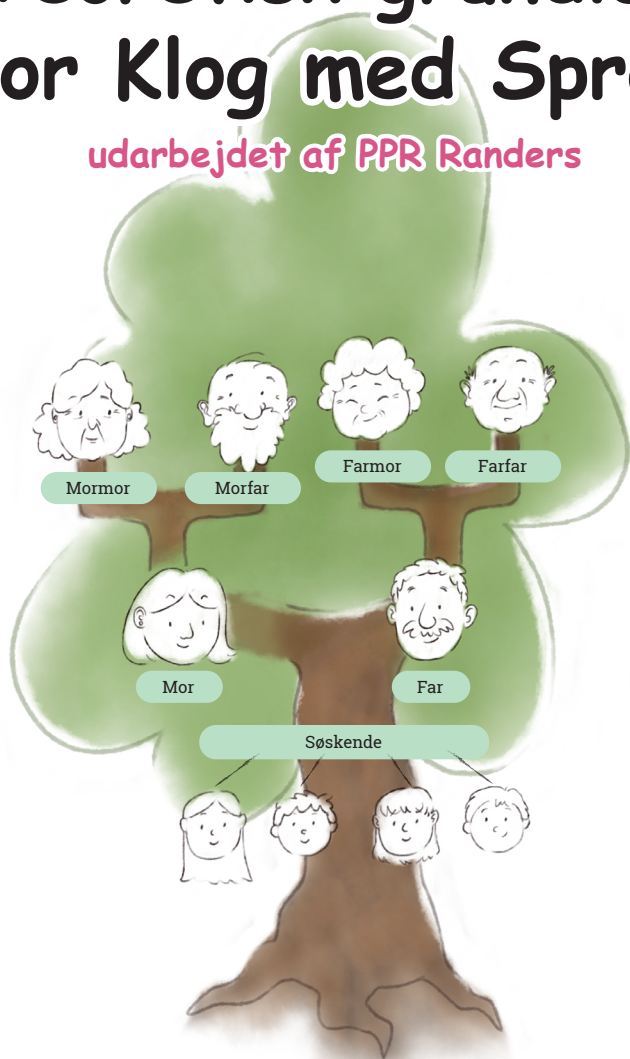 or Klog med Spr
udarbejdet af PPR Randers
Mormor
Morfar
Farmor
Farfar
Mor
Far
Søskende